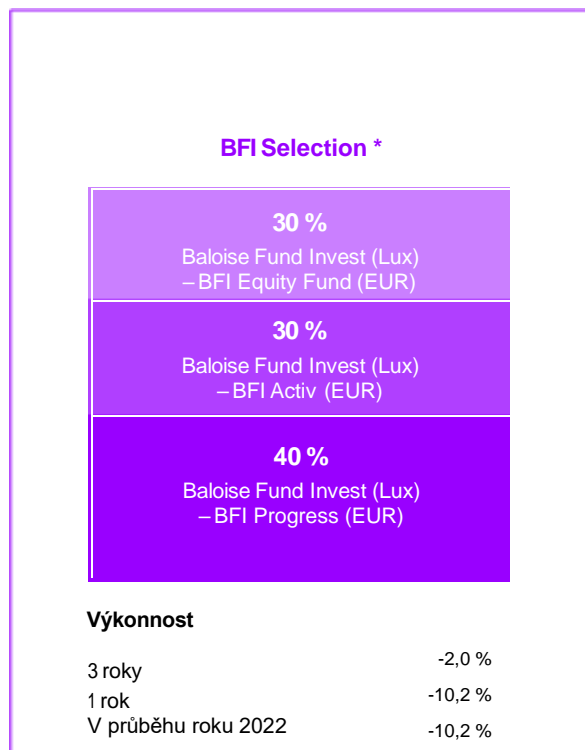 BFI Selection *
30 %
Baloise Fund Invest (Lux)
– BFI Equity Fund (EUR)
30 %
Baloise Fund Invest (Lux)
– BFI Activ (EUR)
40 %
Baloise Fund Invest (Lux)
– BFI Progress (EUR)
Výkonnost
3 roky -2,0 %
1 rok -10,2 %
V průběhu roku 2022 -10,2 %